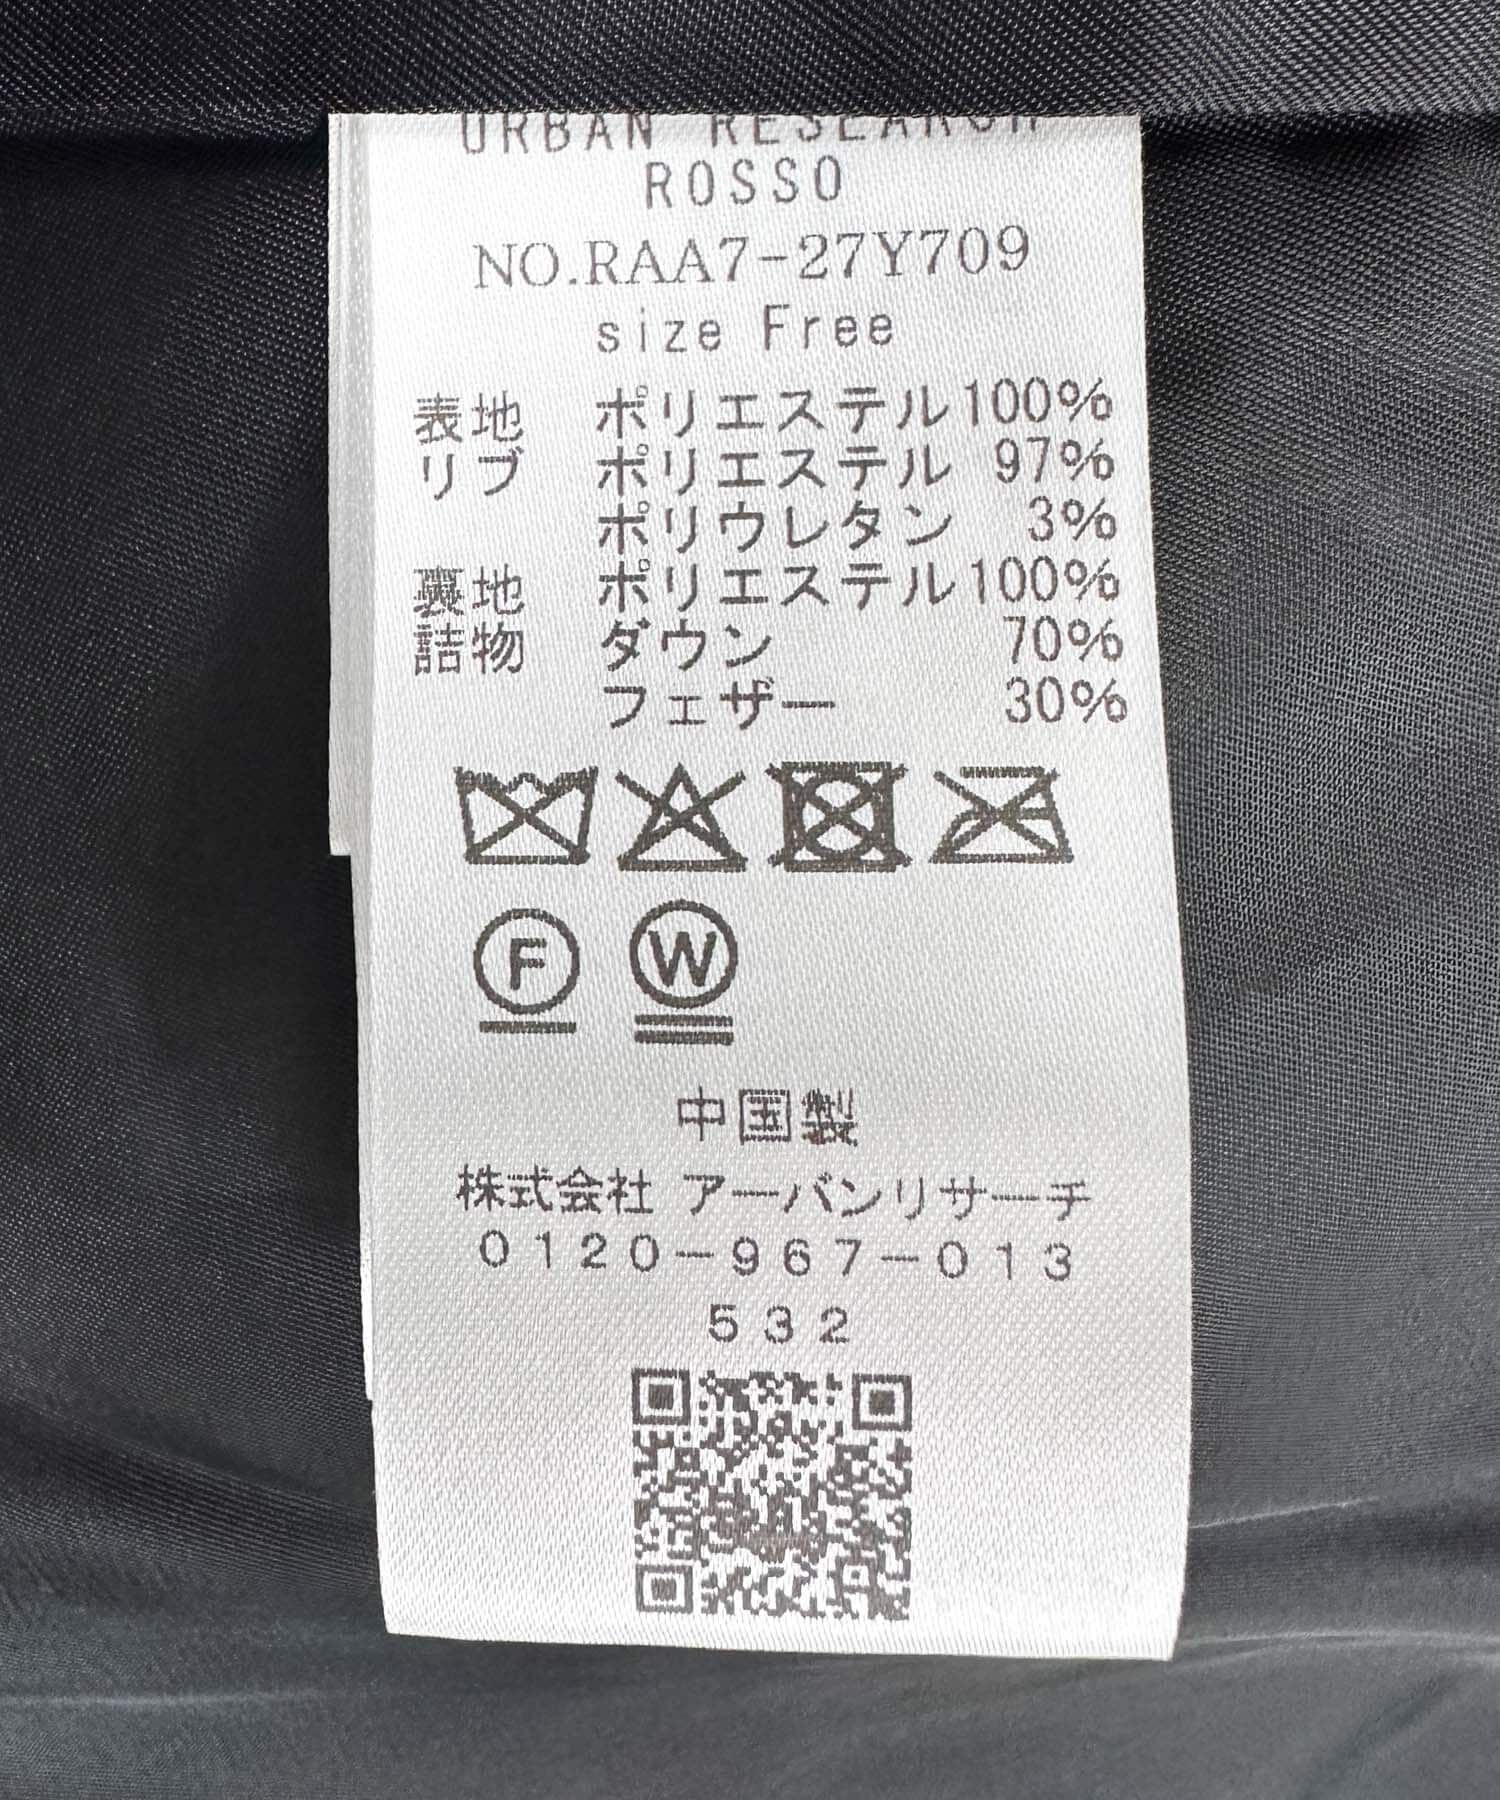 URBAN RESEARCH
ROSSO
NO.RAA7-27Y709
size Free
表地 ポリエステル100%
リブ ポリエステル 97%
ポリウレタン 3%
裏地 ポリエステル100%
詰物 ダウン 70%
フェザー 30%
F W
中国製
株式会社 アーバンリサーチ
0120-967-013
532